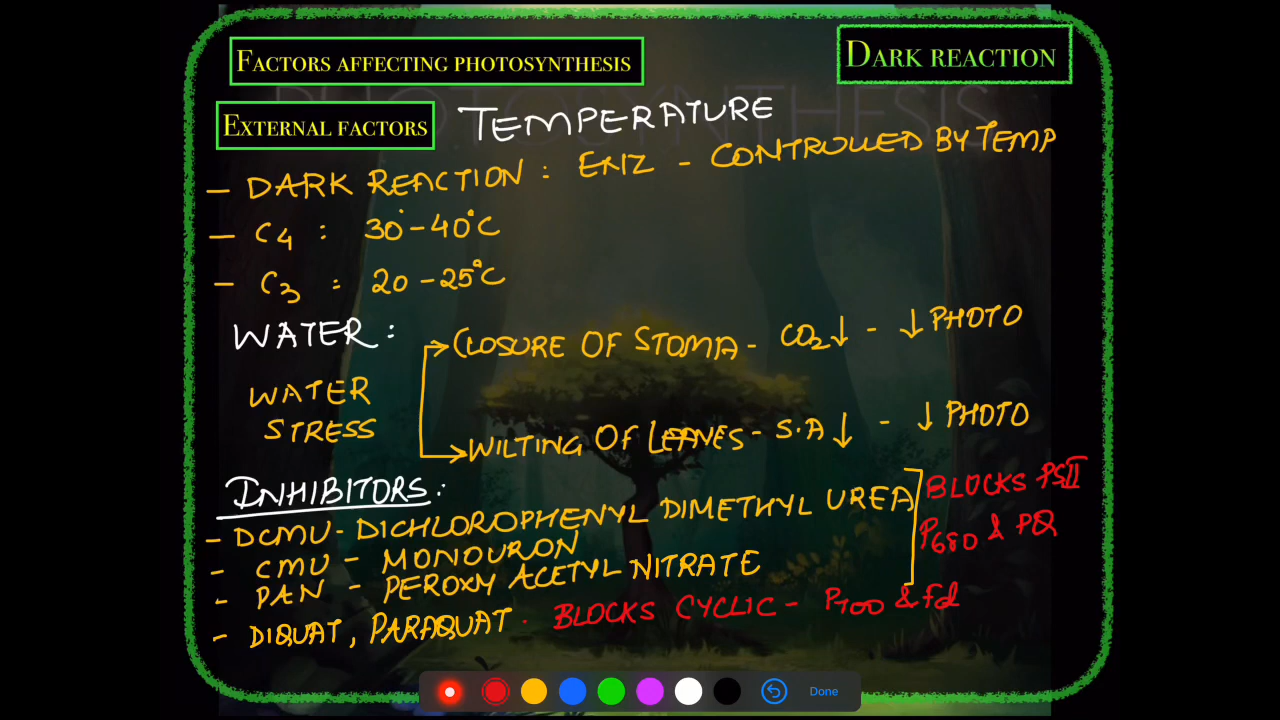 FACTORS AFFECTING PHOTOSYNTHESIS
DARK REACTION
PHOTOSYNTHESIS
EXTERNAL FACTORS
TEMPERATURE
- DARK REACTION : ENZ - CONTROLLED BY TEMP
- C4 : 30° - 40°C
- C3 : 20 - 25°C
WATER :
WATER STRESS
CLOSURE OF STOMA - CO2 ↓ - ↓ PHOTO
WILTING OF LEAVES - S.A ↓ - ↓ PHOTO
INHIBITORS :
- DCMU - DICHLOROPHENYL DIMETHYL UREA
- CMU - MONOURON
- PAN - PEROXY ACETYL NITRATE
BLOCKS PSII
P680 & PQ
- DIQUAT, PARAQUAT. BLOCKS CYCLIC - P700 & fd
Done